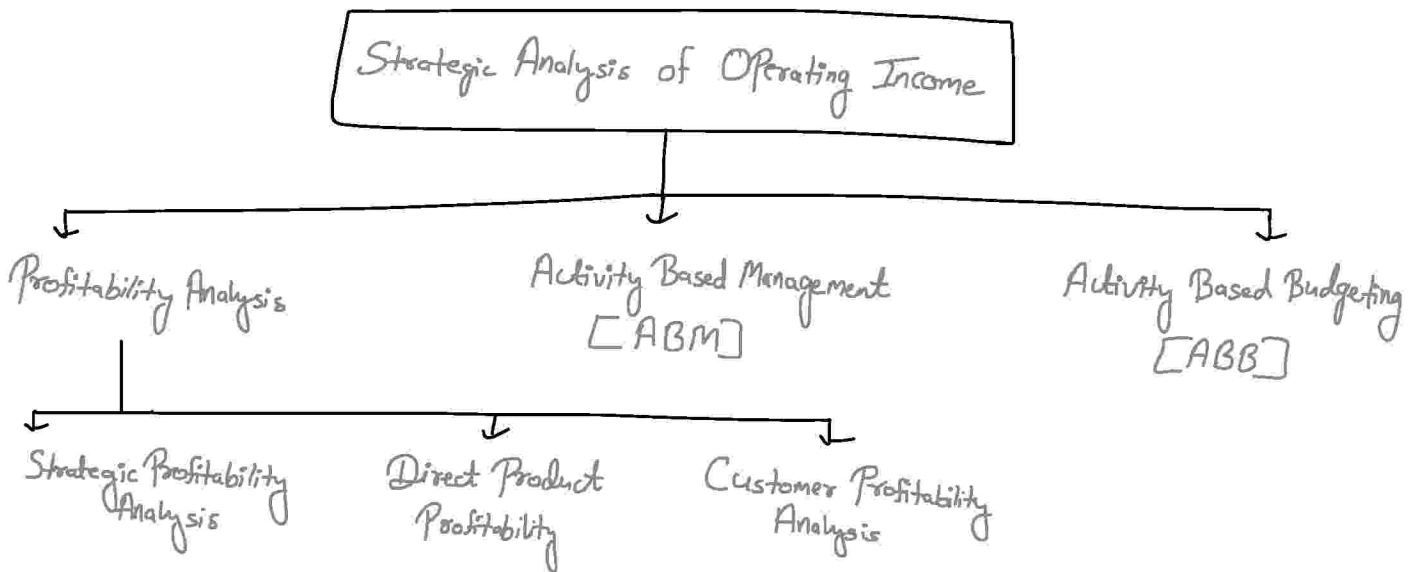 Strategic Analysis of Operating Income
Profitability Analysis
Activity Based Management
[ABM]
Activity Based Budgeting
[ABB]
Strategic Profitability
Analysis
Direct Product
Profitability
Customer Profitability
Analysis